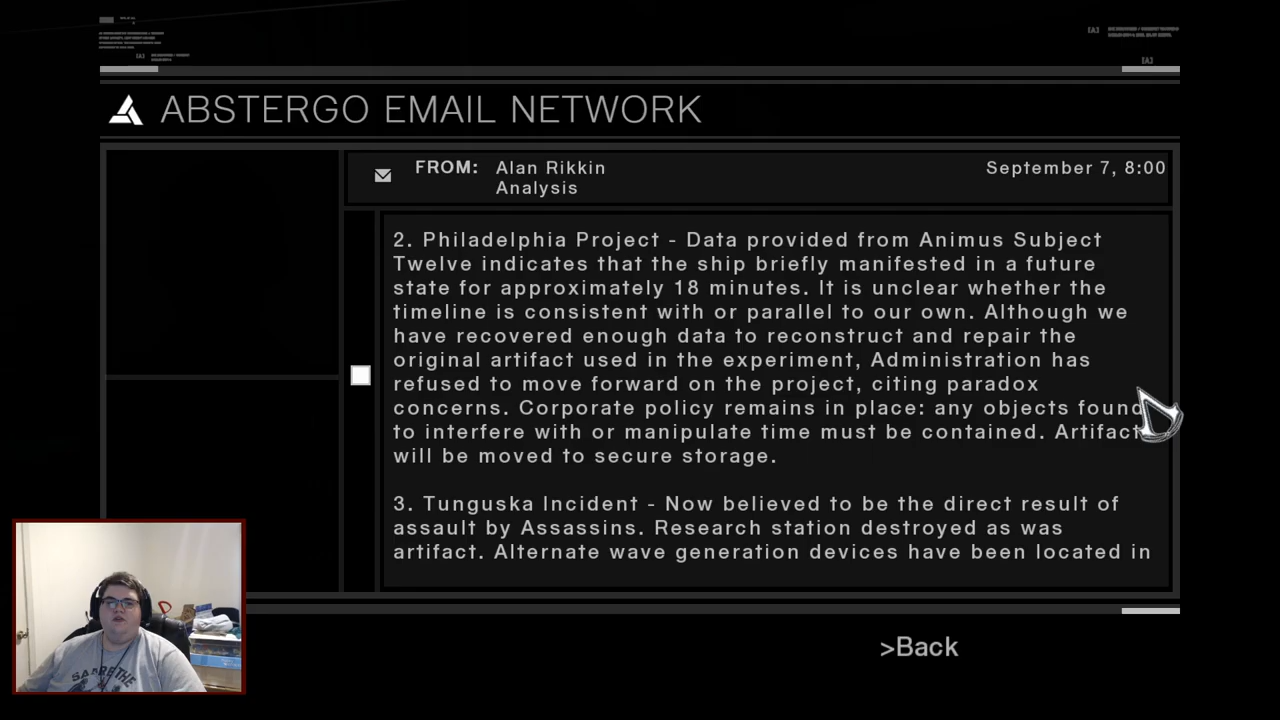 ABSTERGO EMAIL NETWORK
FROM: Alan Rikkin September 7, 8:00
Analysis
2. Philadelphia Project - Data provided from Animus Subject
Twelve indicates that the ship briefly manifested in a future
state for approximately 18 minutes. It is unclear whether the
timeline is consistent with or parallel to our own. Although we
have recovered enough data to reconstruct and repair the
original artifact used in the experiment, Administration has
refused to move forward on the project, citing paradox
concerns. Corporate policy remains in place: any objects found
to interfere with or manipulate time must be contained. Artifact
will be moved to secure storage.
3. Tunguska Incident - Now believed to be the direct result of
assault by Assassins. Research station destroyed as was
artifact. Alternate wave generation devices have been located in
>Back